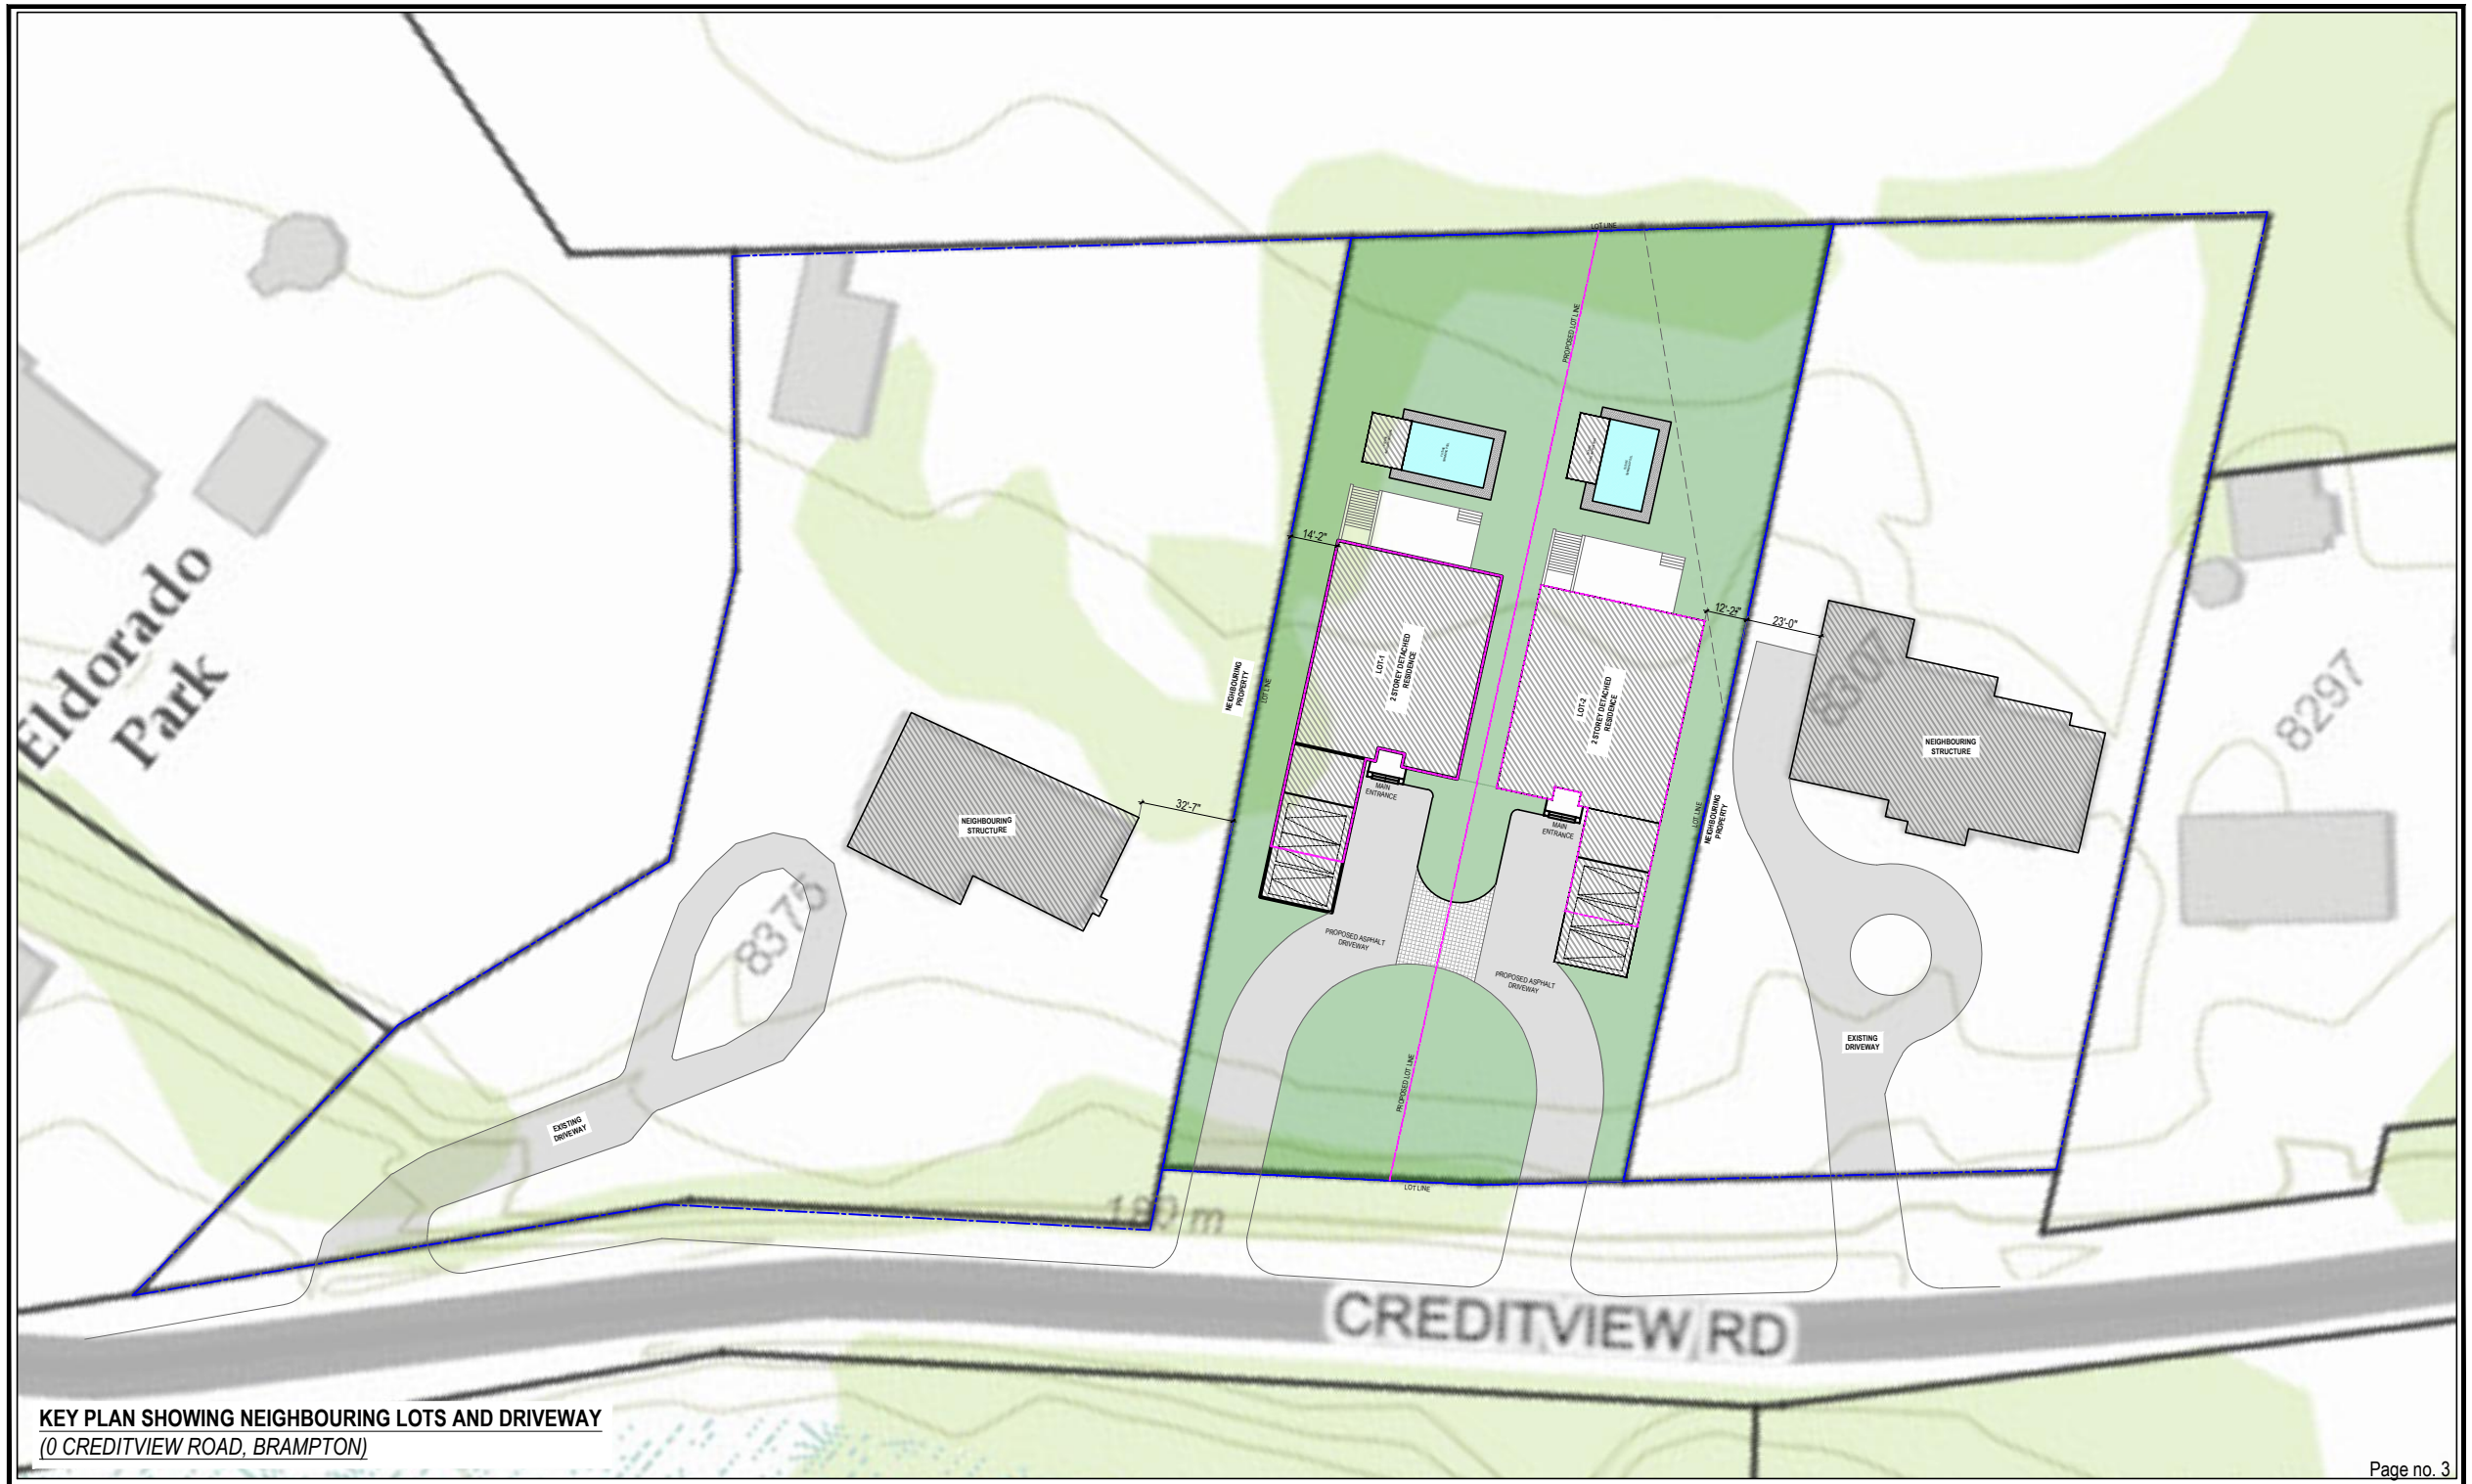 LOT LINE
PROPOSED LOT LINE
14'-2"
12'-2"
23'-0"
8307
8297
Eldorado
Park
LOT-1
2 STOREY DETACHED
RESIDENCE
LOT-2
2 STOREY DETACHED
RESIDENCE
NEIGHBOURING
PROPERTY
LOT LINE
NEIGHBOURING
STRUCTURE
32'-7"
MAIN
ENTRANCE
NEIGHBOURING
STRUCTURE
MAIN
ENTRANCE
LOT LINE
NEIGHBOURING
PROPERTY
8375
PROPOSED ASPHALT
DRIVEWAY
PROPOSED ASPHALT
DRIVEWAY
EXISTING
DRIVEWAY
PROPOSED LOT LINE
EXISTING
DRIVEWAY
LOT LINE
180 m
CREDITVIEW RD
KEY PLAN SHOWING NEIGHBOURING LOTS AND DRIVEWAY
(0 CREDITVIEW ROAD, BRAMPTON)
Page no. 3